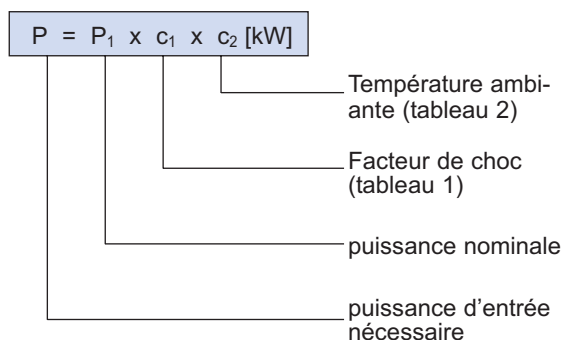 P = P₁ x c₁ x c₂ [kW]
Température ambi-
ante (tableau 2)
Facteur de choc
(tableau 1)
puissance nominale
puissance d'entrée
nécessaire